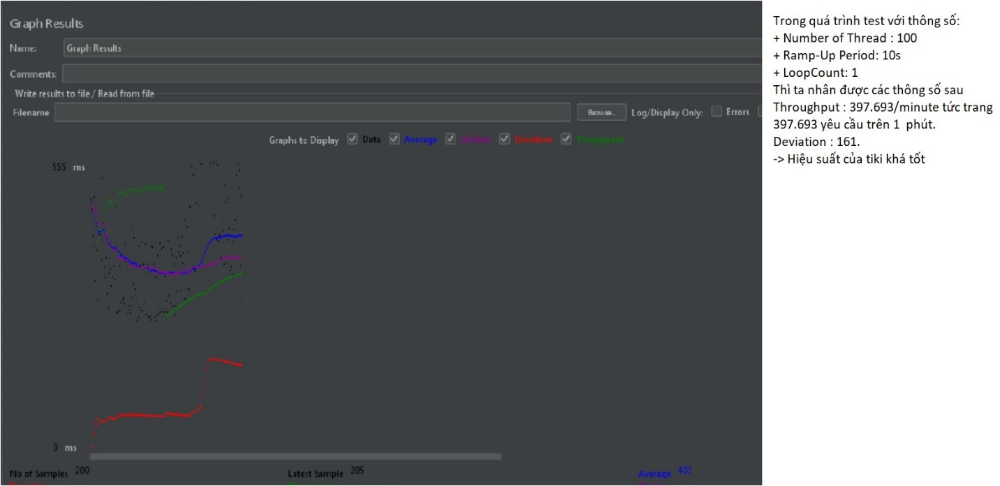 Graph Results
Name: Graph Results
Comments:
Write results to file / Read from file
Filename Browse... Log/Display Only: Errors
Graphs to Display Data Average Median Deviation Throughput
555 ms
0 ms
No of Samples 200 Latest Sample 285 Average 403
Trong quá trình test với thông số:
+ Number of Thread : 100
+ Ramp-Up Period: 10s
+ LoopCount: 1
Thì ta nhân được các thông số sau
Throughput : 397.693/minute tức trang
397.693 yêu cầu trên 1 phút.
Deviation : 161.
-> Hiệu suất của tiki khá tốt